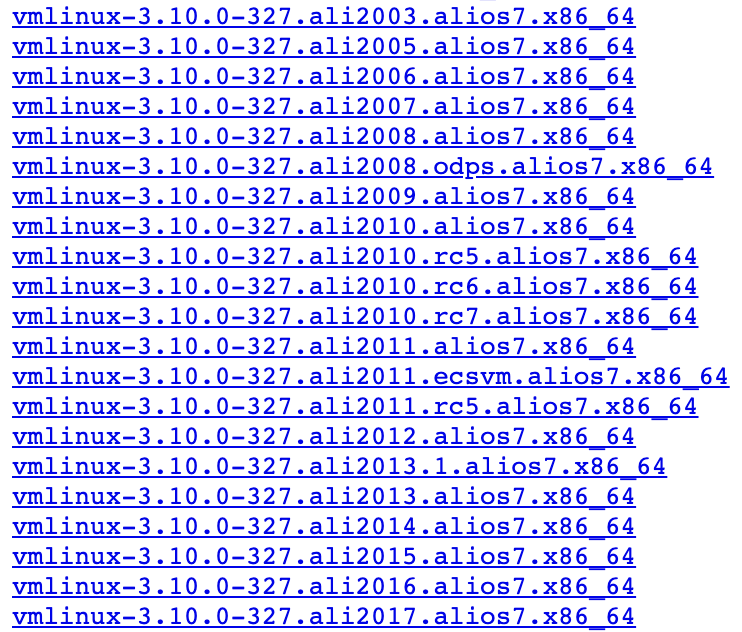 vmlinux-3.10.0-327.ali2003.alios7.x86_64
vmlinux-3.10.0-327.ali2005.alios7.x86_64
vmlinux-3.10.0-327.ali2006.alios7.x86_64
vmlinux-3.10.0-327.ali2007.alios7.x86_64
vmlinux-3.10.0-327.ali2008.alios7.x86_64
vmlinux-3.10.0-327.ali2008.odps.alios7.x86_64
vmlinux-3.10.0-327.ali2009.alios7.x86_64
vmlinux-3.10.0-327.ali2010.alios7.x86_64
vmlinux-3.10.0-327.ali2010.rc5.alios7.x86_64
vmlinux-3.10.0-327.ali2010.rc6.alios7.x86_64
vmlinux-3.10.0-327.ali2010.rc7.alios7.x86_64
vmlinux-3.10.0-327.ali2011.alios7.x86_64
vmlinux-3.10.0-327.ali2011.ecsvm.alios7.x86_64
vmlinux-3.10.0-327.ali2011.rc5.alios7.x86_64
vmlinux-3.10.0-327.ali2012.alios7.x86_64
vmlinux-3.10.0-327.ali2013.1.alios7.x86_64
vmlinux-3.10.0-327.ali2013.alios7.x86_64
vmlinux-3.10.0-327.ali2014.alios7.x86_64
vmlinux-3.10.0-327.ali2015.alios7.x86_64
vmlinux-3.10.0-327.ali2016.alios7.x86_64
vmlinux-3.10.0-327.ali2017.alios7.x86_64